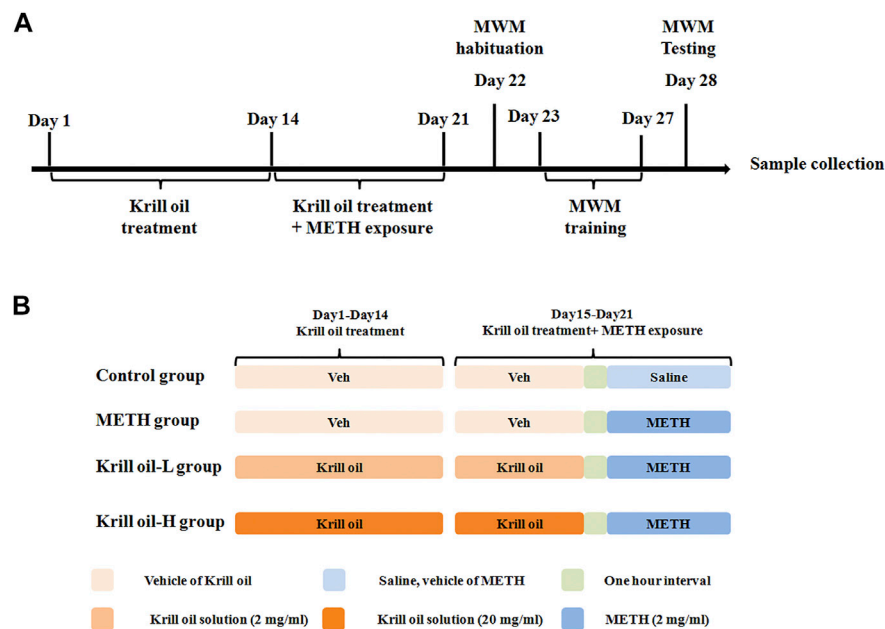 A
MWM
habituation
MWM
Testing
Day 22
Day 28
Day 1
Day 14
Day 21
Day 23
Day 27
Sample collection
Krill oil
treatment
Krill oil treatment
+ METH exposure
MWM
training
B
Day1-Day14
Krill oil treatment
Day15-Day21
Krill oil treatment+ METH exposure
Control group
Veh
Veh
Saline
METH group
Veh
Veh
METH
Krill oil-L group
Krill oil
Krill oil
METH
Krill oil-H group
Krill oil
Krill oil
METH
Vehicle of Krill oil
Saline, vehicle of METH
One hour interval
Krill oil solution (2 mg/ml)
Krill oil solution (20 mg/ml)
METH (2 mg/ml)